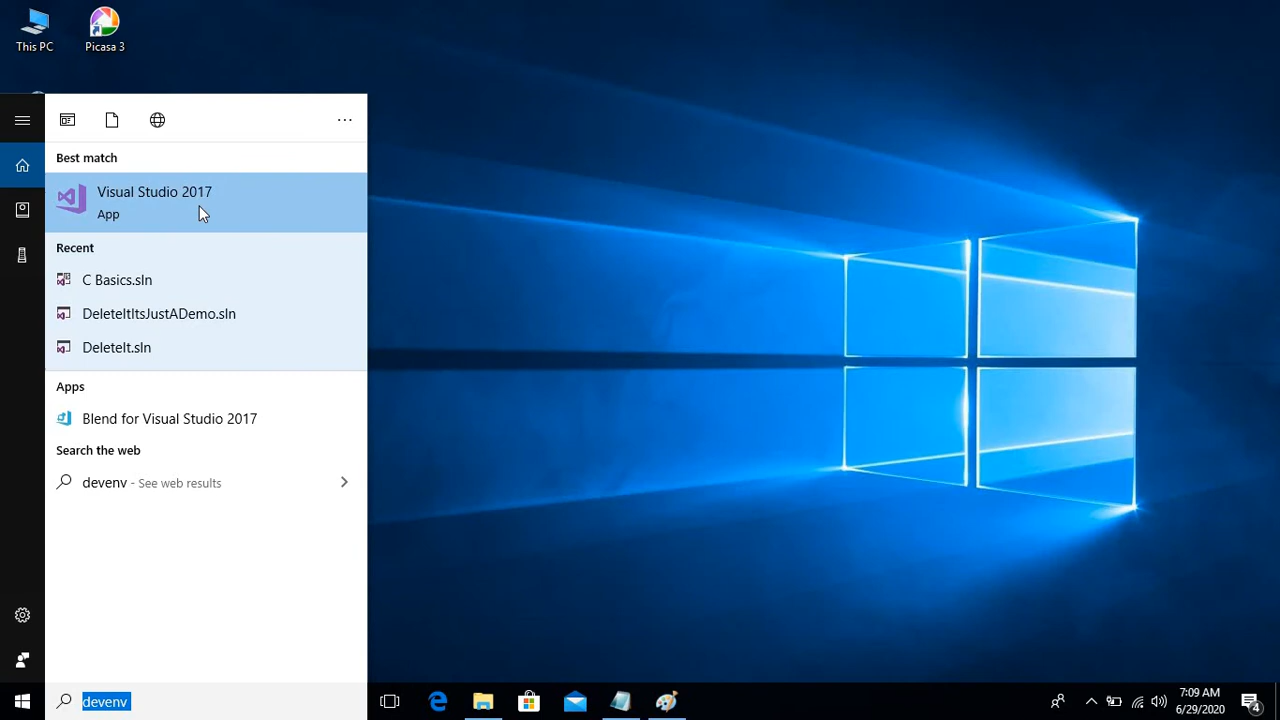 This PC
Picasa 3
Best match
Visual Studio 2017
App
Recent
C Basics.sln
DeleteItItsJustADemo.sln
DeleteIt.sln
Apps
Blend for Visual Studio 2017
Search the web
devenv - See web results
devenv
7:09 AM
6/29/2020
4